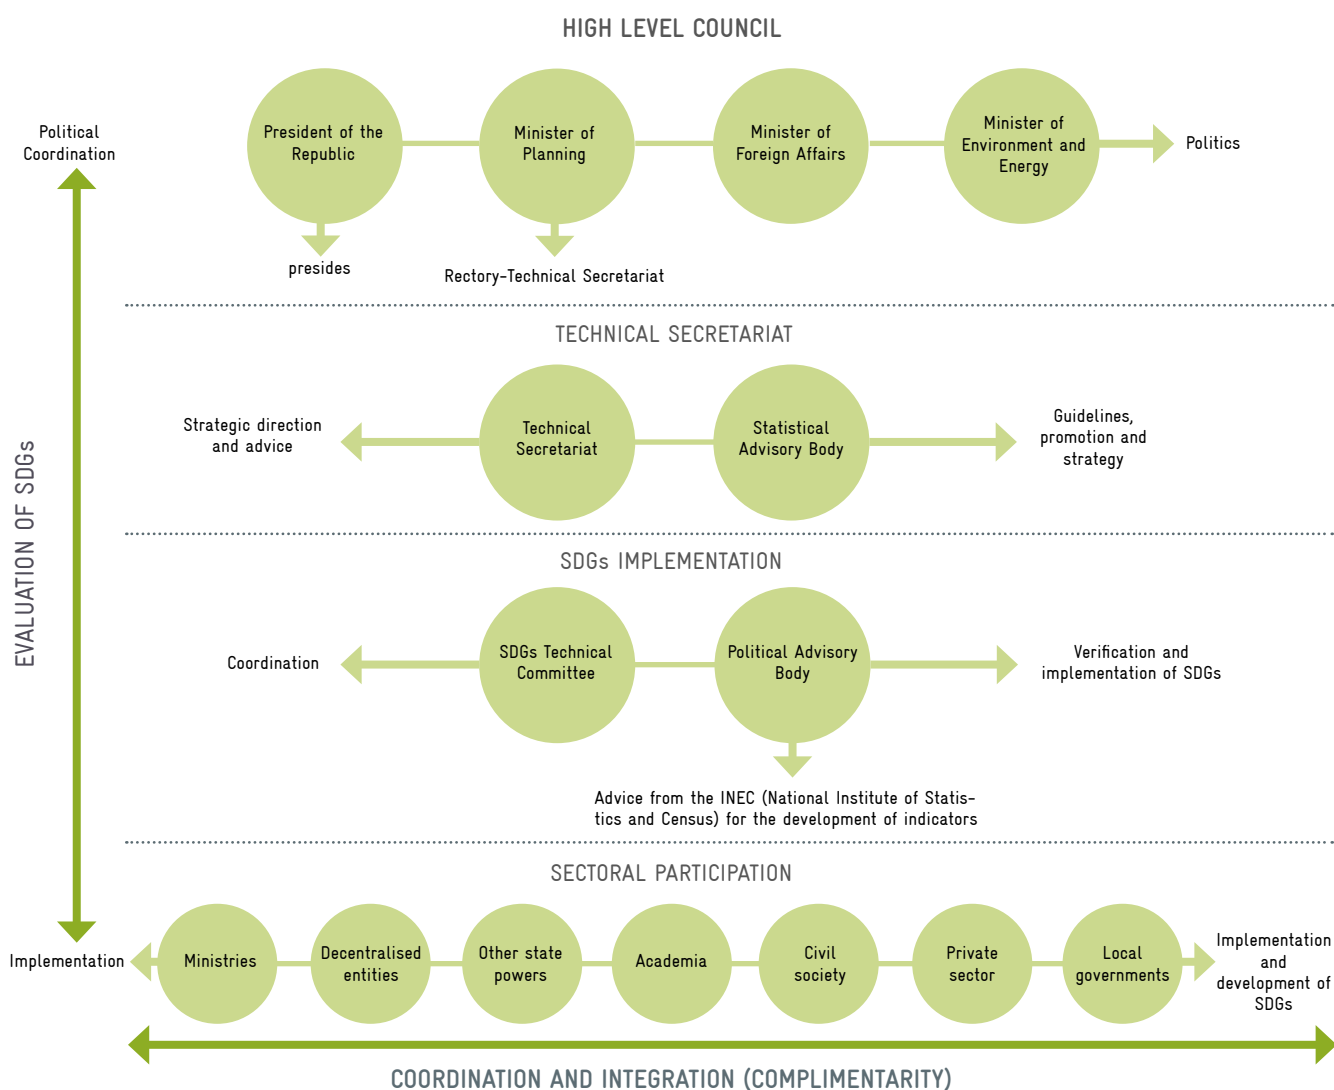 HIGH LEVEL COUNCIL
Political
Coordination
President of the
Republic
Minister of
Planning
Minister of
Foreign Affairs
Minister of
Environment and
Energy
Politics
presides
Rectory-Technical Secretariat
TECHNICAL SECRETARIAT
Strategic direction
and advice
Technical
Secretariat
Statistical
Advisory Body
Guidelines,
promotion and
strategy
EVALUATION OF SDGs
SDGs IMPLEMENTATION
Coordination
SDGs Technical
Committee
Political Advisory
Body
Verification and
implementation of SDGs
Advice from the INEC (National Institute of Statis-
tics and Census) for the development of indicators
SECTORAL PARTICIPATION
Implementation
Ministries
Decentralised
entities
Other state
powers
Academia
Civil
society
Private
sector
Local
governments
Implementation
and
development of
SDGs
COORDINATION AND INTEGRATION (COMPLIMENTARITY)